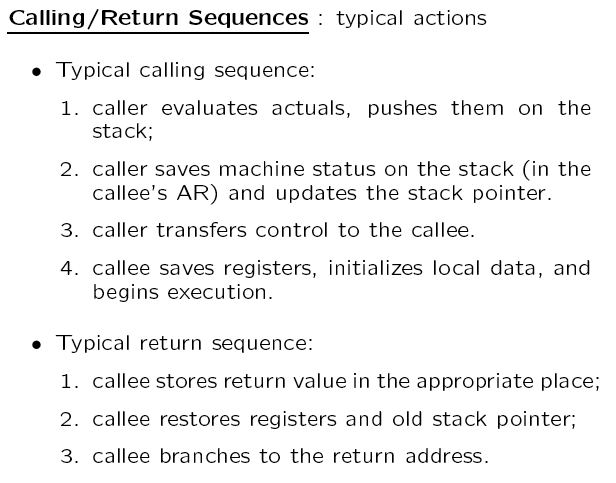 Calling/Return Sequences : typical actions
• Typical calling sequence:
1. caller evaluates actuals, pushes them on the
stack;
2. caller saves machine status on the stack (in the
callee's AR) and updates the stack pointer.
3. caller transfers control to the callee.
4. callee saves registers, initializes local data, and
begins execution.
• Typical return sequence:
1. callee stores return value in the appropriate place;
2. callee restores registers and old stack pointer;
3. callee branches to the return address.